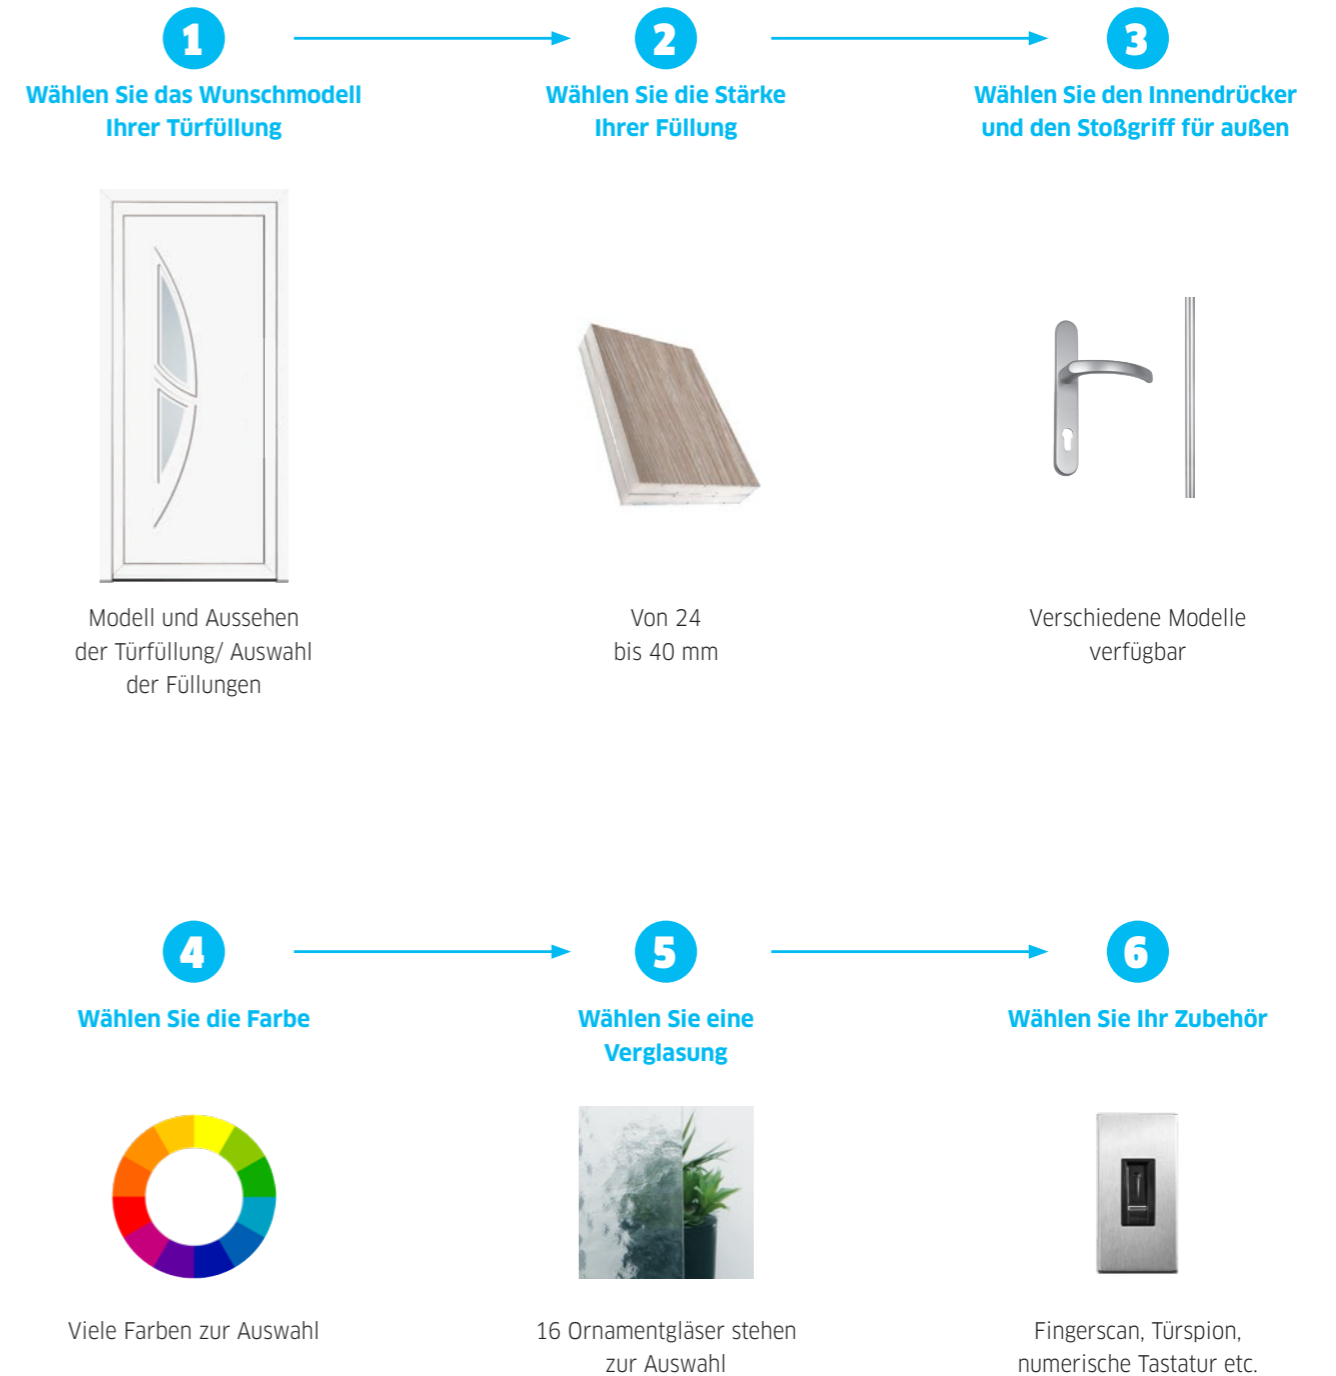 1
Wählen Sie das Wunschmodell
Ihrer Türfüllung
Modell und Aussehen
der Türfüllung/ Auswahl
der Füllungen
2
Wählen Sie die Stärke
Ihrer Füllung
Von 24
bis 40 mm
3
Wählen Sie den Innendrücker
und den Stoßgriff für außen
Verschiedene Modelle
verfügbar
4
Wählen Sie die Farbe
Viele Farben zur Auswahl
5
Wählen Sie eine
Verglasung
16 Ornamentgläser stehen
zur Auswahl
6
Wählen Sie Ihr Zubehör
Fingerscan, Türspion,
numerische Tastatur etc.